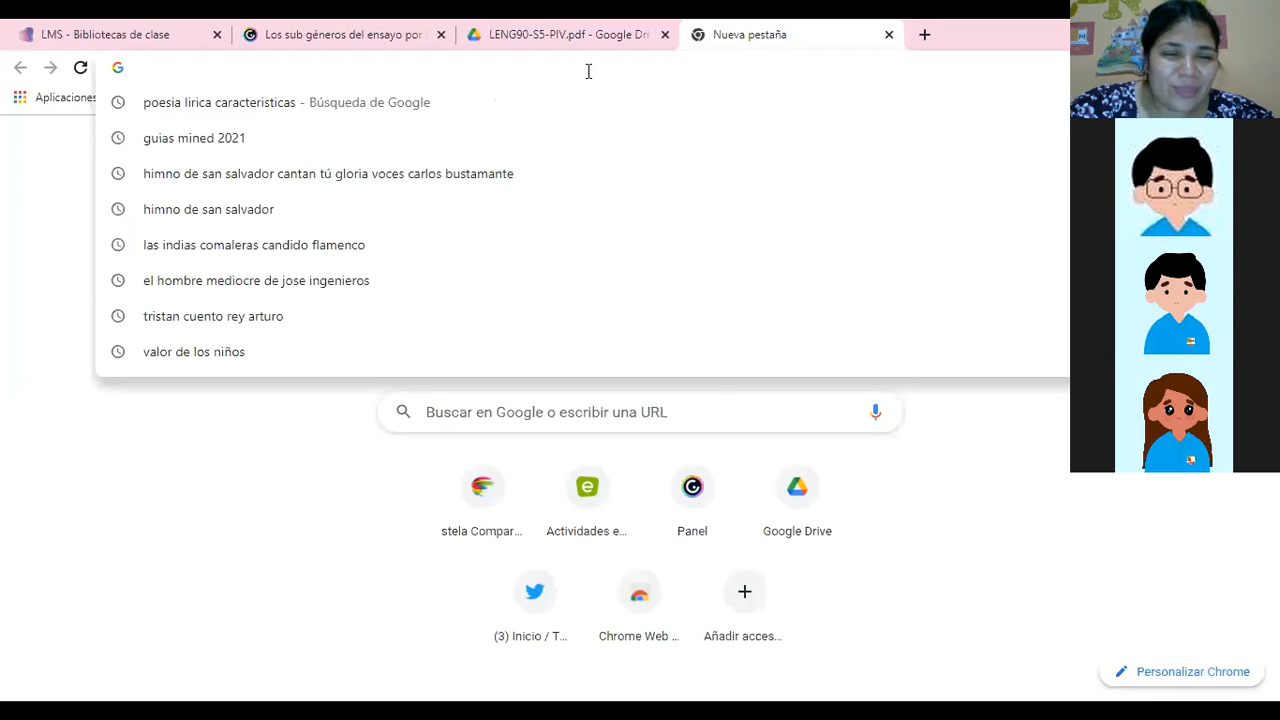 LMS - Bibliotecas de clase
Los sub géneros del ensayo por
LENG90-S5-PIV.pdf - Google Dri
Nueva pestaña
Aplicaciones
poesia lirica caracteristicas - Búsqueda de Google
guias mined 2021
himno de san salvador cantan tú gloria voces carlos bustamante
himno de san salvador
las indias comaleras candido flamenco
el hombre mediocre de jose ingenieros
tristan cuento rey arturo
valor de los niños
Buscar en Google o escribir una URL
stela Compar...
Actividades e...
Panel
Google Drive
(3) Inicio / T...
Chrome Web ...
Añadir acces...
Personalizar Chrome